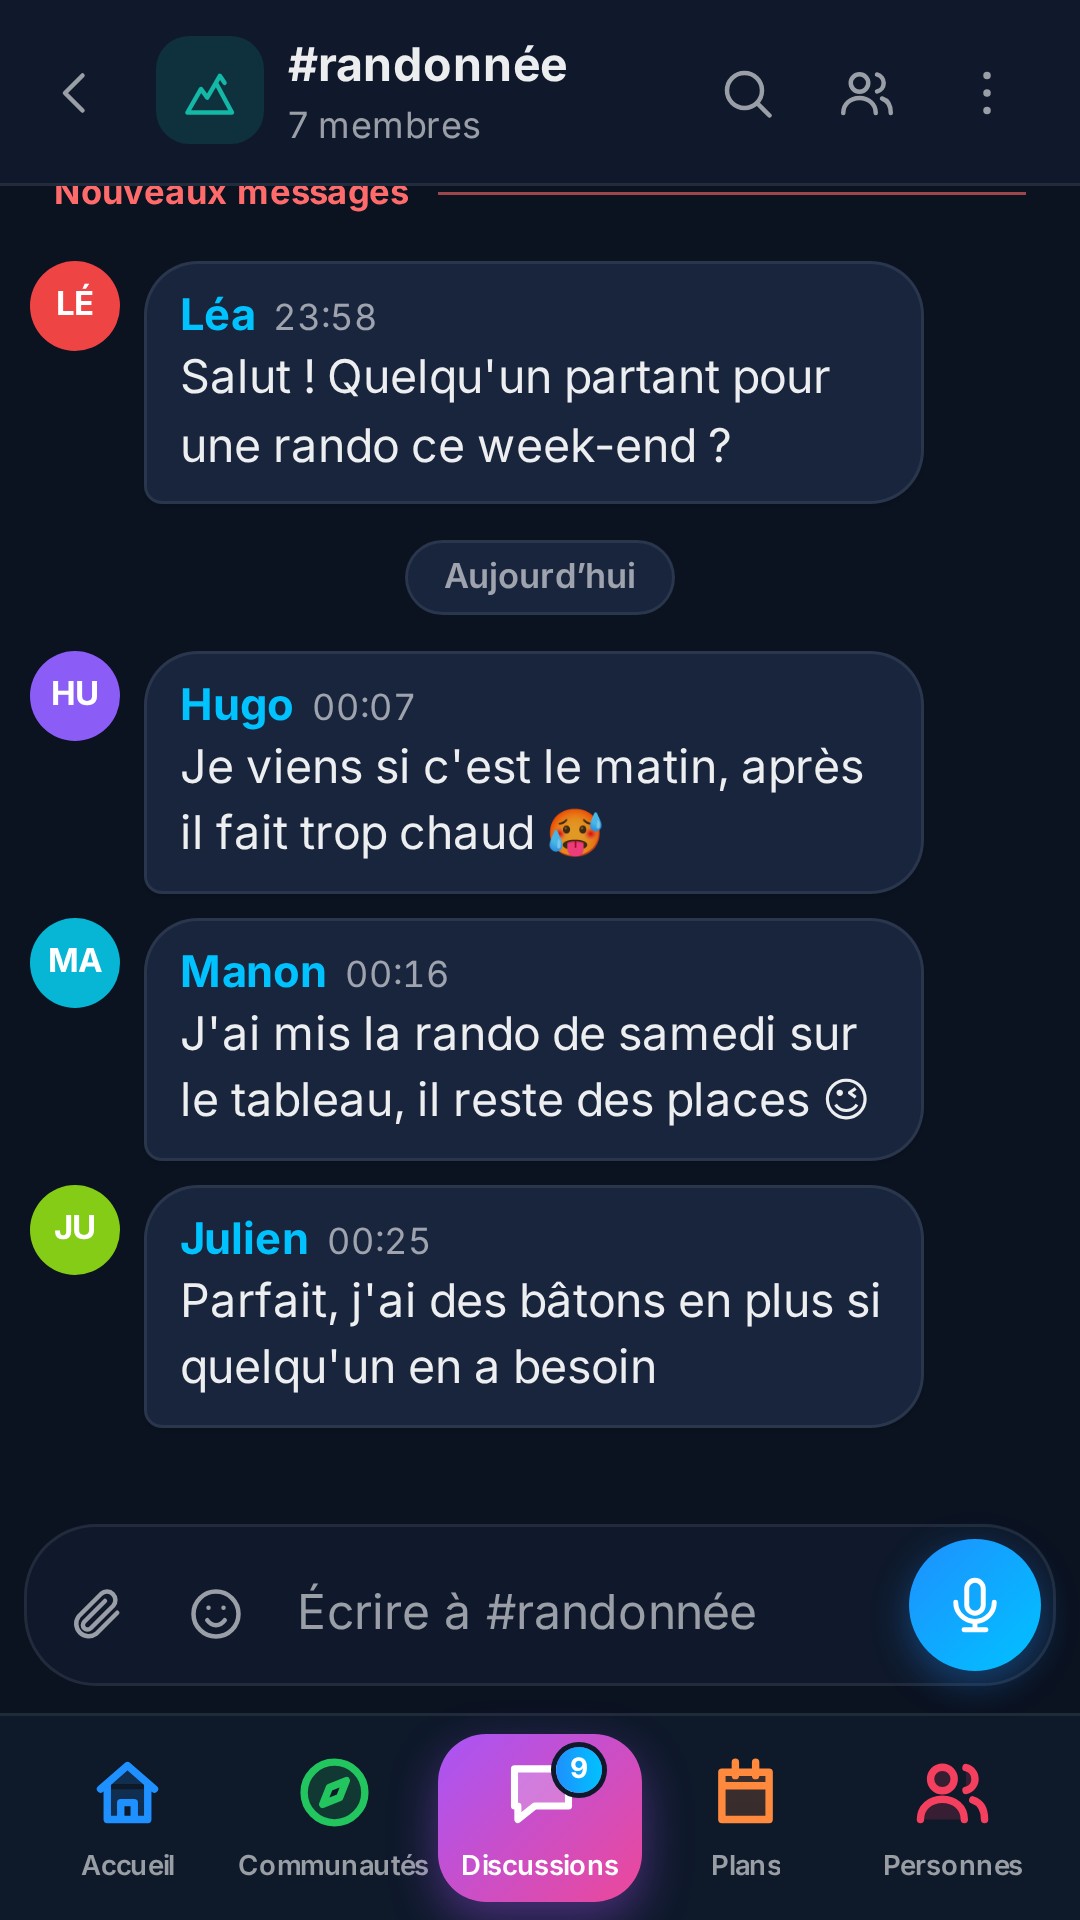 #randonnée
7 membres
Nouveaux messages
LÉ
Léa 23:58
Salut ! Quelqu'un partant pour
une rando ce week-end ?
Aujourd’hui
HU
Hugo 00:07
Je viens si c'est le matin, après
il fait trop chaud 🥵
MA
Manon 00:16
J'ai mis la rando de samedi sur
le tableau, il reste des places 😉
JU
Julien 00:25
Parfait, j'ai des bâtons en plus si
quelqu'un en a besoin
Écrire à #randonnée
9
Accueil Communautés Discussions Plans Personnes